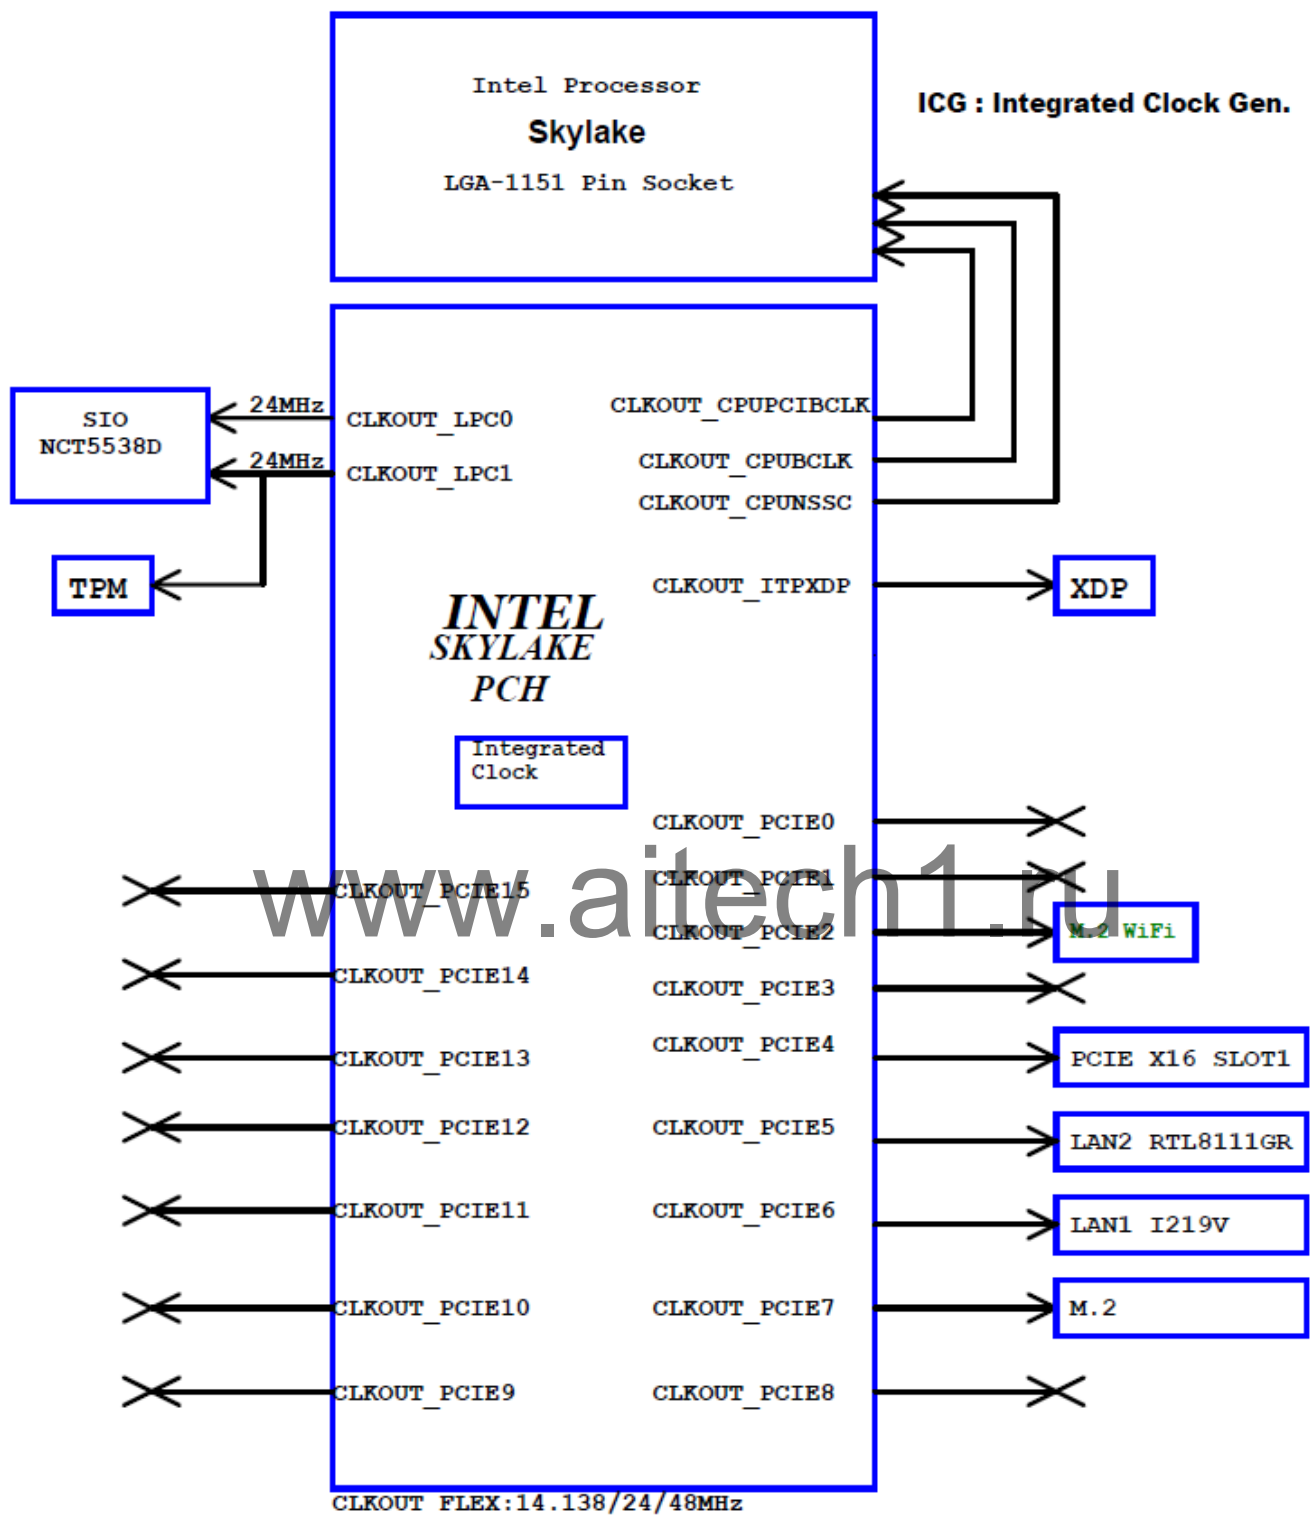 Intel Processor
Skylake
LGA-1151 Pin Socket
ICG : Integrated Clock Gen.
SIO
NCT5538D
24MHz
24MHz
CLKOUT_LPC0
CLKOUT_LPC1
TPM
CLKOUT_CPUPCIBCLK
CLKOUT_CPUBCLK
CLKOUT_CPUNSSC
CLKOUT_ITPXDP
XDP
INTEL
SKYLAKE
PCH
Integrated
Clock
www.aitech1.ru
CLKOUT_PCIE15
CLKOUT_PCIE14
CLKOUT_PCIE13
CLKOUT_PCIE12
CLKOUT_PCIE11
CLKOUT_PCIE10
CLKOUT_PCIE9
CLKOUT_PCIE0
CLKOUT_PCIE1
CLKOUT_PCIE2
M.2 WiFi
CLKOUT_PCIE3
CLKOUT_PCIE4
PCIE X16 SLOT1
CLKOUT_PCIE5
LAN2 RTL8111GR
CLKOUT_PCIE6
LAN1 I219V
CLKOUT_PCIE7
M.2
CLKOUT_PCIE8
CLKOUT FLEX:14.138/24/48MHz